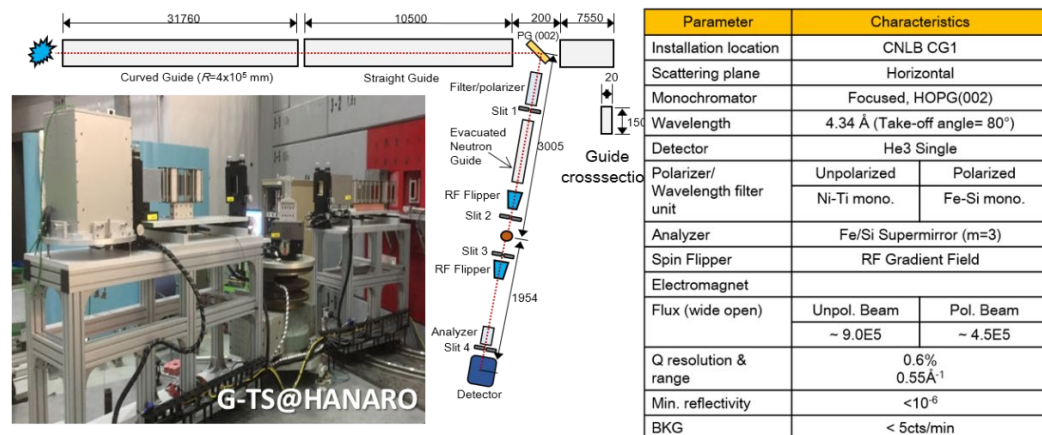 31760
10500
200
7550
PG (002)
Curved Guide (R=4x10⁵ mm)
Straight Guide
20
150
Guide
crosssectio
Filter/polarizer
Slit 1
Evacuated
Neutron
Guide
3005
RF Flipper
Slit 2
Slit 3
RF Flipper
1954
Analyzer
Slit 4
Detector
G-TS@HANARO
Parameter Characteristics
Installation location CNLB CG1
Scattering plane Horizontal
Monochromator Focused, HOPG(002)
Wavelength 4.34 Å (Take-off angle= 80°)
Detector He3 Single
Polarizer/
Wavelength filter
unit
Unpolarized Polarized
Ni-Ti mono. Fe-Si mono.
Analyzer Fe/Si Supermirror (m=3)
Spin Flipper RF Gradient Field
Electromagnet
Flux (wide open) Unpol. Beam Pol. Beam
~ 9.0E5 ~ 4.5E5
Q resolution &
range
0.6%
0.55Å⁻¹
Min. reflectivity <10⁻⁶
BKG < 5cts/min